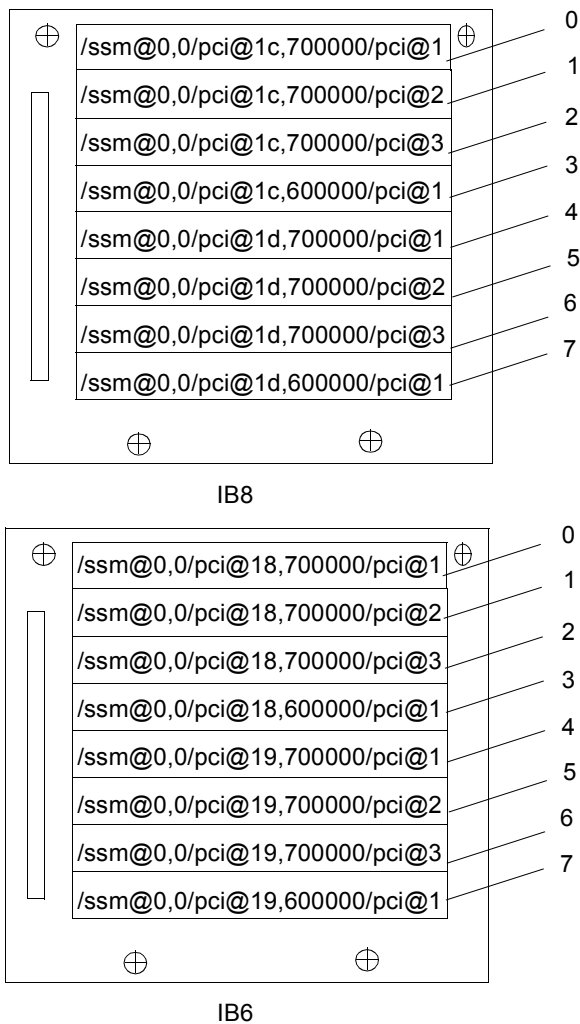 /ssm@0,0/pci@1c,700000/pci@1 0
/ssm@0,0/pci@1c,700000/pci@2 1
/ssm@0,0/pci@1c,700000/pci@3 2
/ssm@0,0/pci@1c,600000/pci@1 3
/ssm@0,0/pci@1d,700000/pci@1 4
/ssm@0,0/pci@1d,700000/pci@2 5
/ssm@0,0/pci@1d,700000/pci@3 6
/ssm@0,0/pci@1d,600000/pci@1 7
IB8
/ssm@0,0/pci@18,700000/pci@1 0
/ssm@0,0/pci@18,700000/pci@2 1
/ssm@0,0/pci@18,700000/pci@3 2
/ssm@0,0/pci@18,600000/pci@1 3
/ssm@0,0/pci@19,700000/pci@1 4
/ssm@0,0/pci@19,700000/pci@2 5
/ssm@0,0/pci@19,700000/pci@3 6
/ssm@0,0/pci@19,600000/pci@1 7
IB6